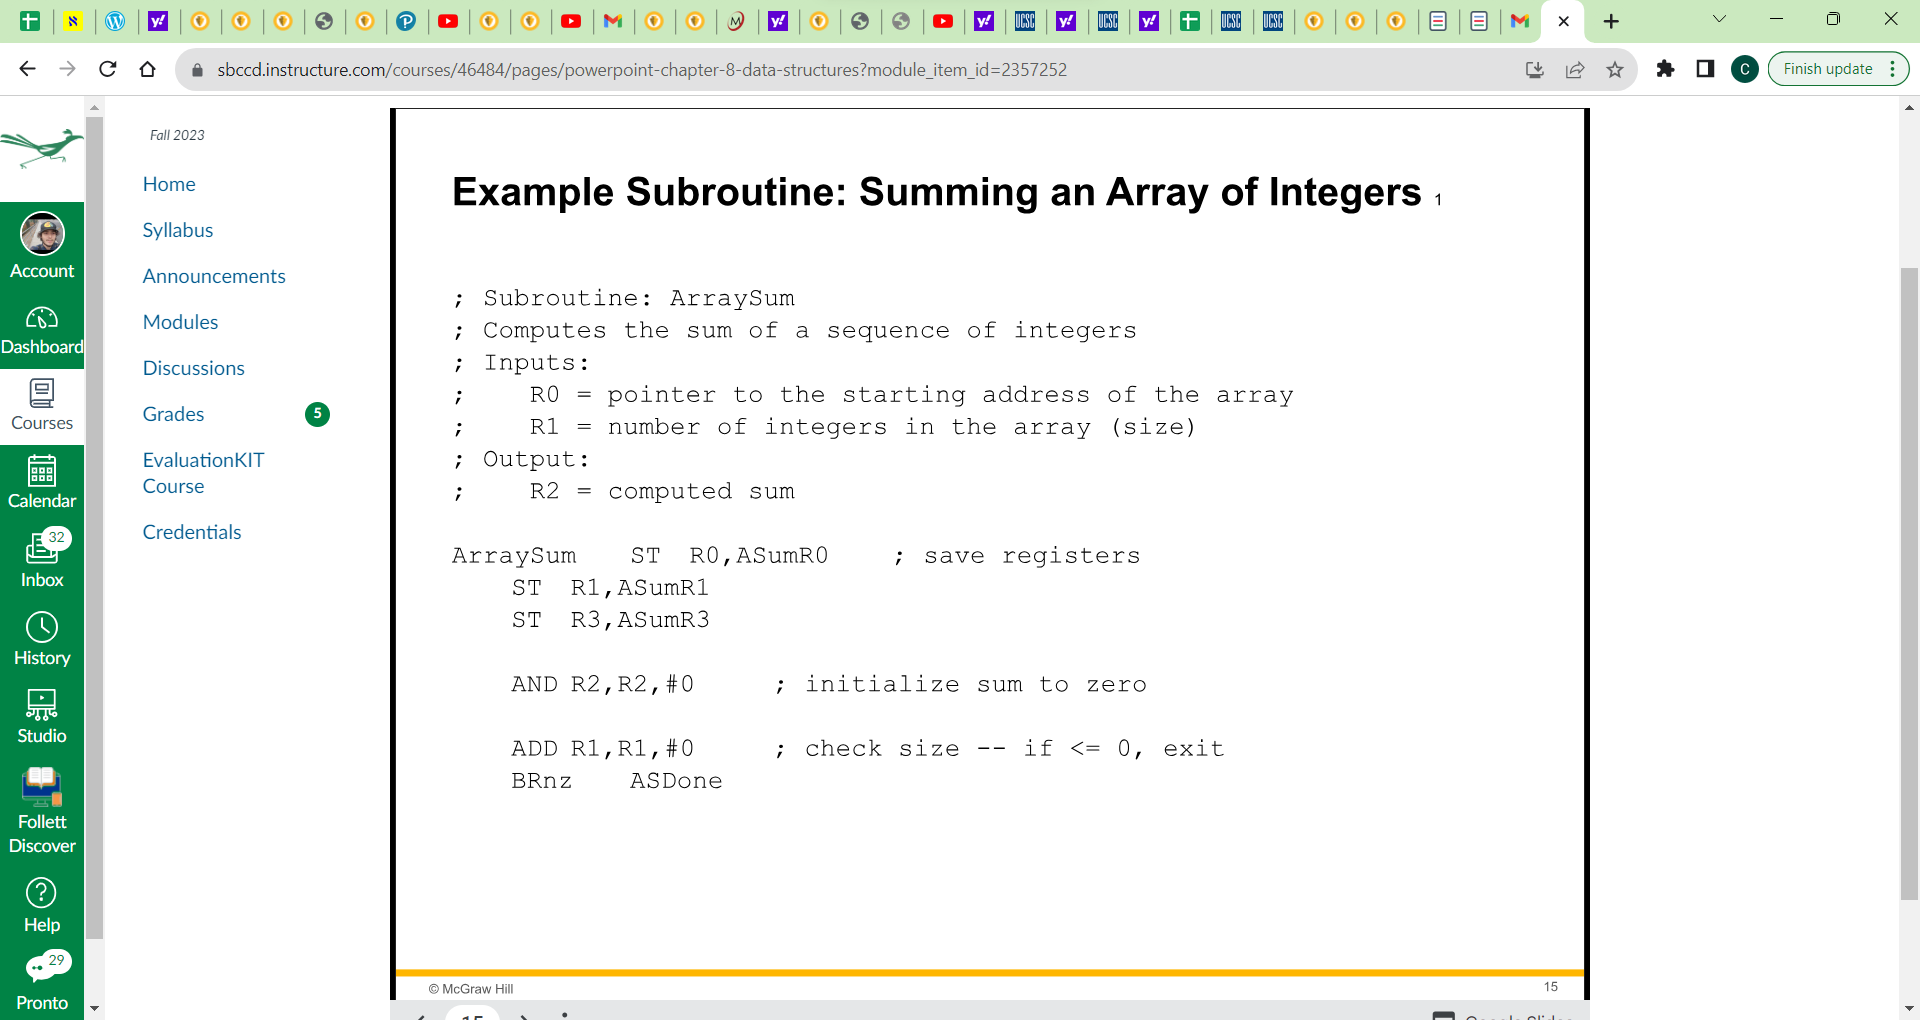 sbccd.instructure.com/courses/46484/pages/powerpoint-chapter-8-data-structures?module_item_id=2357252
C
Finish update
Account
Dashboard
Courses
Calendar
32
Inbox
History
Studio
Follett
Discover
Help
29
Pronto
Fall 2023
Home
Syllabus
Announcements
Modules
Discussions
Grades 5
EvaluationKIT
Course
Credentials
Example Subroutine: Summing an Array of Integers 1
; Subroutine: ArraySum
; Computes the sum of a sequence of integers
; Inputs:
; R0 = pointer to the starting address of the array
; R1 = number of integers in the array (size)
; Output:
; R2 = computed sum
ArraySum ST R0,ASumR0 ; save registers
ST R1,ASumR1
ST R3,ASumR3
AND R2,R2,#0 ; initialize sum to zero
ADD R1,R1,#0 ; check size -- if <= 0, exit
BRnz ASDone
© McGraw Hill
15